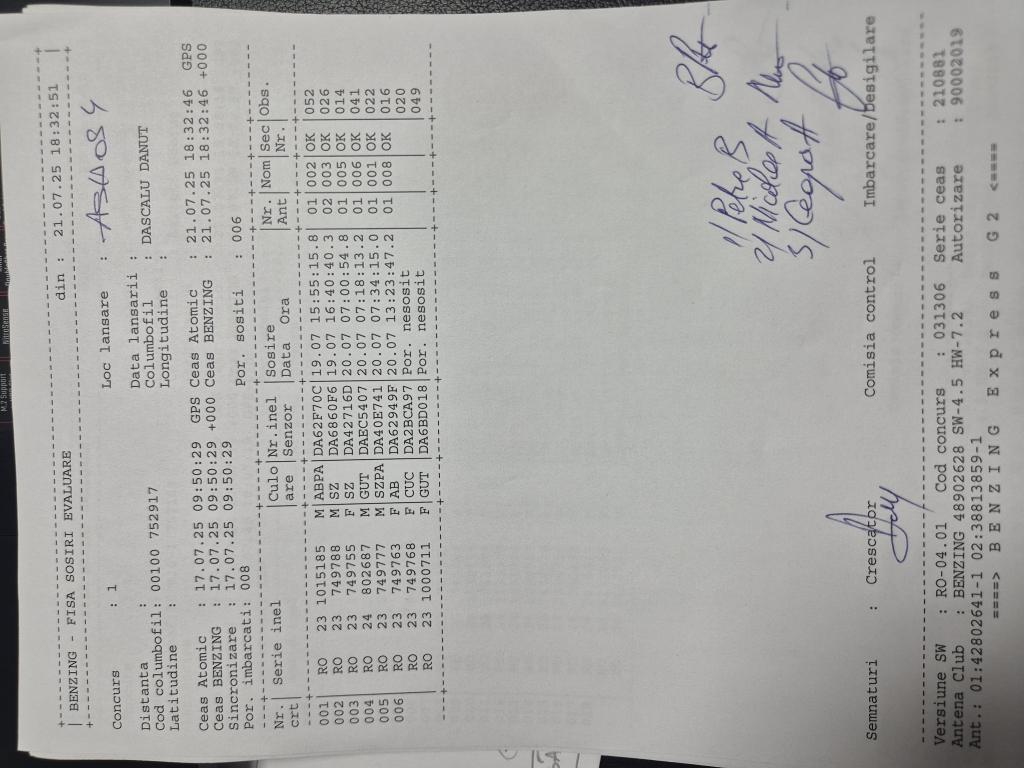 BENZING - FISA SOSIRI EVALUARE din : 21.07.25 18:32:51
Concurs : 1 Loc lansare :
Distanta : Data lansarii :
Cod columbofil: 00100 752917 Columbofil : DASCALU DANUT
Latitudine : Longitudine :
Ceas Atomic : 17.07.25 09:50:29 GPS Ceas Atomic : 21.07.25 18:32:46 GPS
Ceas BENZING : 17.07.25 09:50:29 +000 Ceas BENZING : 21.07.25 18:32:46 +000
Sincronizare : 17.07.25 09:50:29
Por. imbarcati: 008 Por. sositi : 006
Nr.| Serie inel |Culo|Nr.inel |Sosire |Nr.|Nom|Sec|Obs.
crt| |are |Senzor |Data Ora |Ant| |Nr.|
001 | RO 23 1015185 M|ABPA|DA62F70C|19.07 15:55:15.8| 01|002|OK |052
002 | RO 23 749788 M|SZ |DA6860F6|19.07 16:40:40.3| 02|003|OK |026
003 | RO 23 749755 F|SZ |DA42716D|20.07 07:00:54.8| 01|005|OK |014
004 | RO 24 802687 M|GUT |DAEC5407|20.07 07:18:13.2| 01|006|OK |041
005 | RO 23 749777 M|SZPA|DA40E741|20.07 07:34:15.0| 01|001|OK |022
006 | RO 23 749763 F|AB |DA62949F|20.07 13:23:47.2| 01|008|OK |016
RO 23 749768 F|CUC |DA2BCA97|Por. nesosit | | | |020
RO 23 1000711 F|GUT |DA6BD018|Por. nesosit | | | |049
1/ Petre B
2/ Nicolae A
3/
Semnaturi : Crescator Comisia control Imbarcare/Desigilare
Versiune SW : RO-04.01 Cod concurs : 031306 Serie ceas : 210881
Antena Club : BENZING 48902628 SW-4.5 HW-7.2 Autorizare : 90002019
Ant.: 01:42802641-1 02:38813859-1
====> B E N Z I N G E x p r e s s G 2 <====